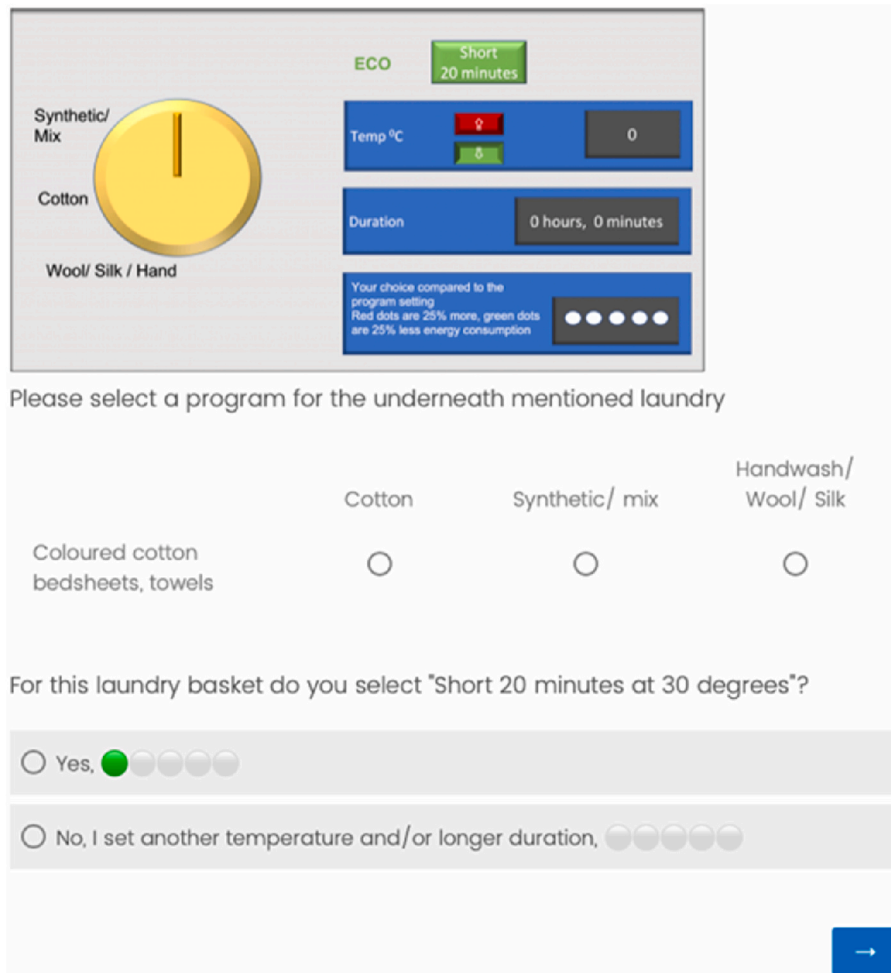 ECO
Short
20 minutes
Synthetic/
Mix
Temp ⁰C
0
Cotton
Duration
0 hours, 0 minutes
Wool/ Silk / Hand
Your choice compared to the
program setting
Red dots are 25% more, green dots
are 25% less energy consumption
Please select a program for the underneath mentioned laundry
Cotton
Synthetic/ mix
Handwash/
Wool/ Silk
Coloured cotton
bedsheets, towels
For this laundry basket do you select "Short 20 minutes at 30 degrees"?
Yes,
No, I set another temperature and/or longer duration,